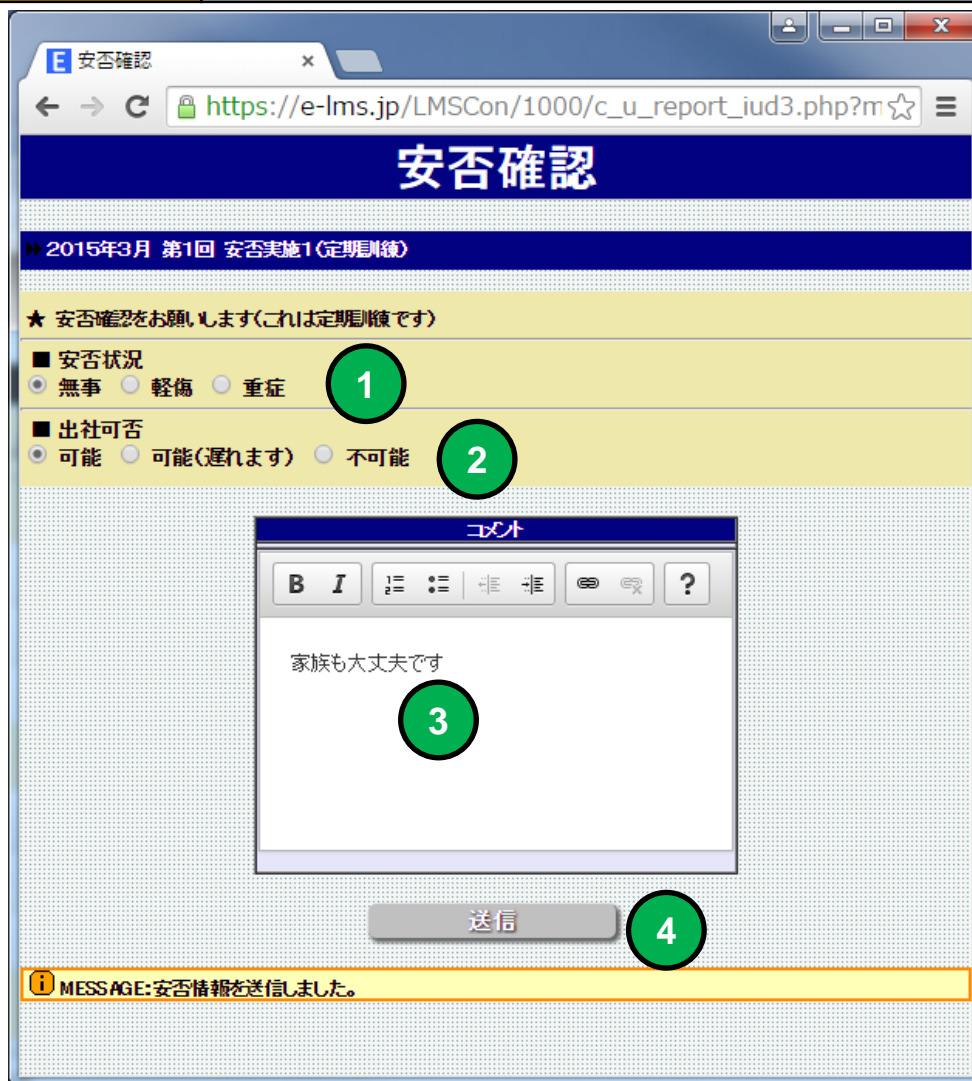 安否確認
https://e-lms.jp/LMSCon/1000/c_u_report_iud3.php?m
安否確認
2015年3月 第1回 安否実施1(定期訓練)
★ 安否確認をお願いします(これは定期訓練です)
■ 安否状況
無事 軽傷 重症
1
■ 出社可否
可能 可能(遅れます) 不可能
2
コメント
B I ?
家族も大丈夫です
3
送信
4
MESSAGE:安否情報を送信しました。